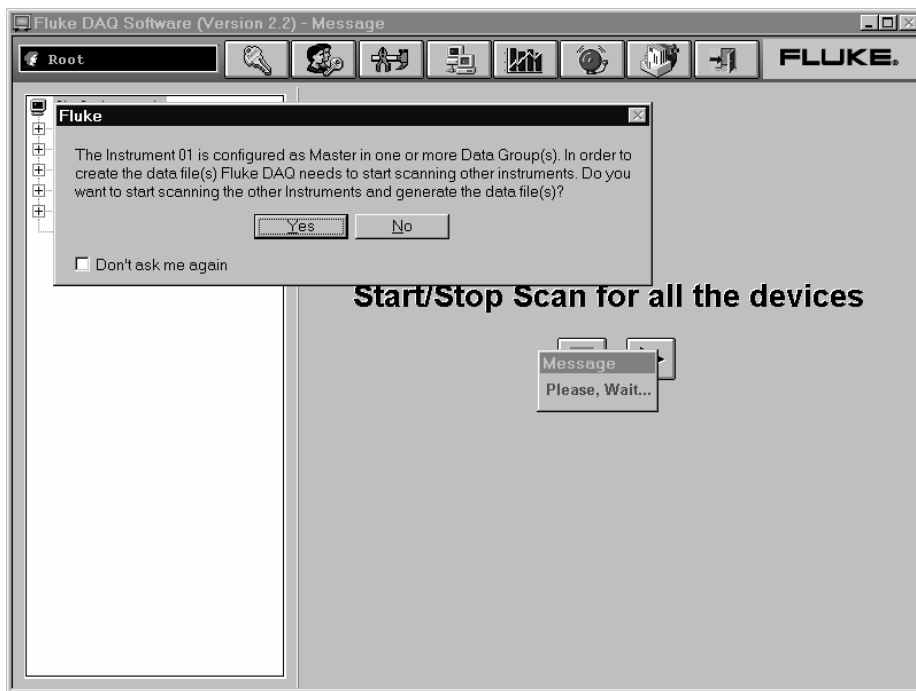 Fluke DAQ Software (Version 2.2) - Message
Root
FLUKE®
Fluke
The Instrument 01 is configured as Master in one or more Data Group(s). In order to
create the data file(s) Fluke DAQ needs to start scanning other instruments. Do you
want to start scanning the other Instruments and generate the data file(s)?
Yes
No
Don't ask me again
Start/Stop Scan for all the devices
Message
Please, Wait...